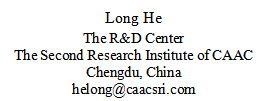 Long He
The R&D Center
The Second Research Institute of CAAC
Chengdu, China
helong@caacsri.com